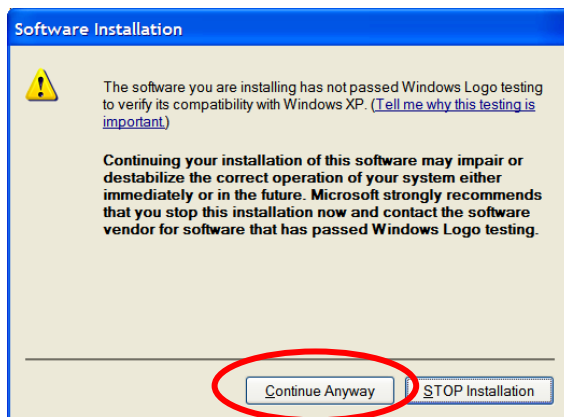 Software Installation
The software you are installing has not passed Windows Logo testing
to verify its compatibility with Windows XP. (Tell me why this testing is
important.)
Continuing your installation of this software may impair or
destabilize the correct operation of your system either
immediately or in the future. Microsoft strongly recommends
that you stop this installation now and contact the software
vendor for software that has passed Windows Logo testing.
Continue Anyway STOP Installation